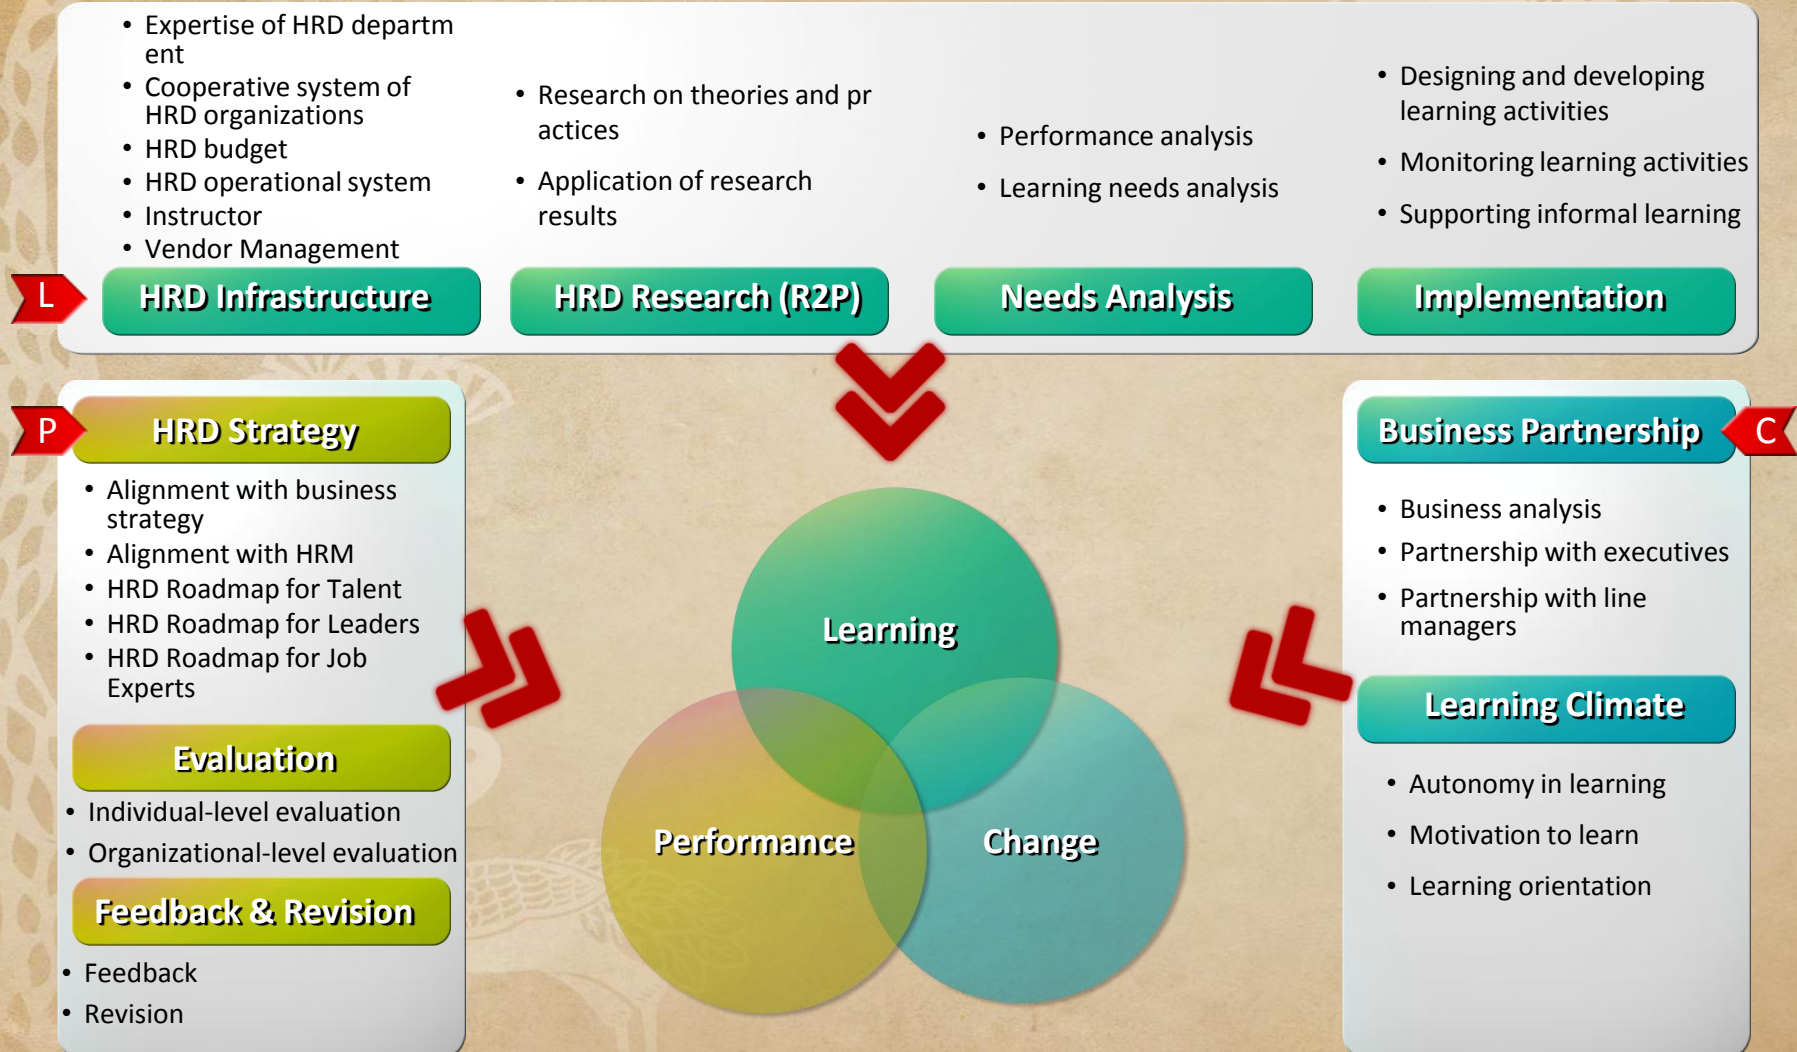 • Expertise of HRD departm
ent
• Cooperative system of
HRD organizations
• HRD budget
• HRD operational system
• Instructor
• Vendor Management
• Research on theories and pr
actices
• Application of research
results
• Performance analysis
• Learning needs analysis
• Designing and developing
learning activities
• Monitoring learning activities
• Supporting informal learning
L
HRD Infrastructure
HRD Research (R2P)
Needs Analysis
Implementation
P
HRD Strategy
• Alignment with business
strategy
• Alignment with HRM
• HRD Roadmap for Talent
• HRD Roadmap for Leaders
• HRD Roadmap for Job
Experts
Evaluation
• Individual-level evaluation
• Organizational-level evaluation
Feedback & Revision
• Feedback
• Revision
Learning
Performance
Change
Business Partnership
C
• Business analysis
• Partnership with executives
• Partnership with line
managers
Learning Climate
• Autonomy in learning
• Motivation to learn
• Learning orientation